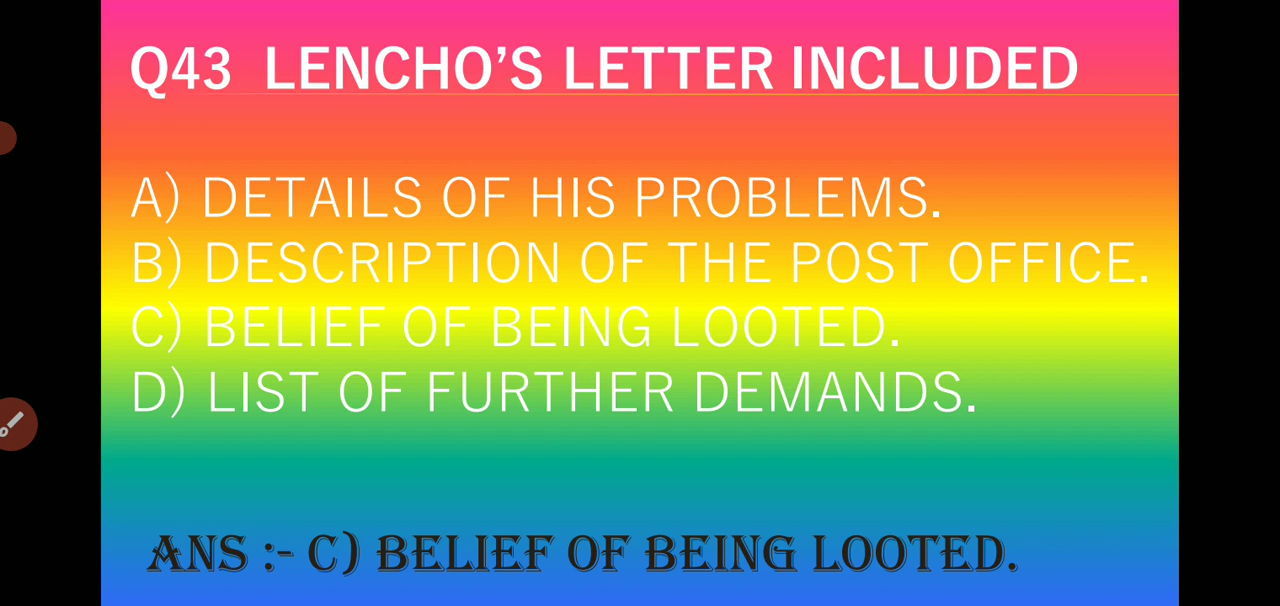 Q43 LENCHO’S LETTER INCLUDED
A) DETAILS OF HIS PROBLEMS.
B) DESCRIPTION OF THE POST OFFICE.
C) BELIEF OF BEING LOOTED.
D) LIST OF FURTHER DEMANDS.
ANS :- C) BELIEF OF BEING LOOTED.